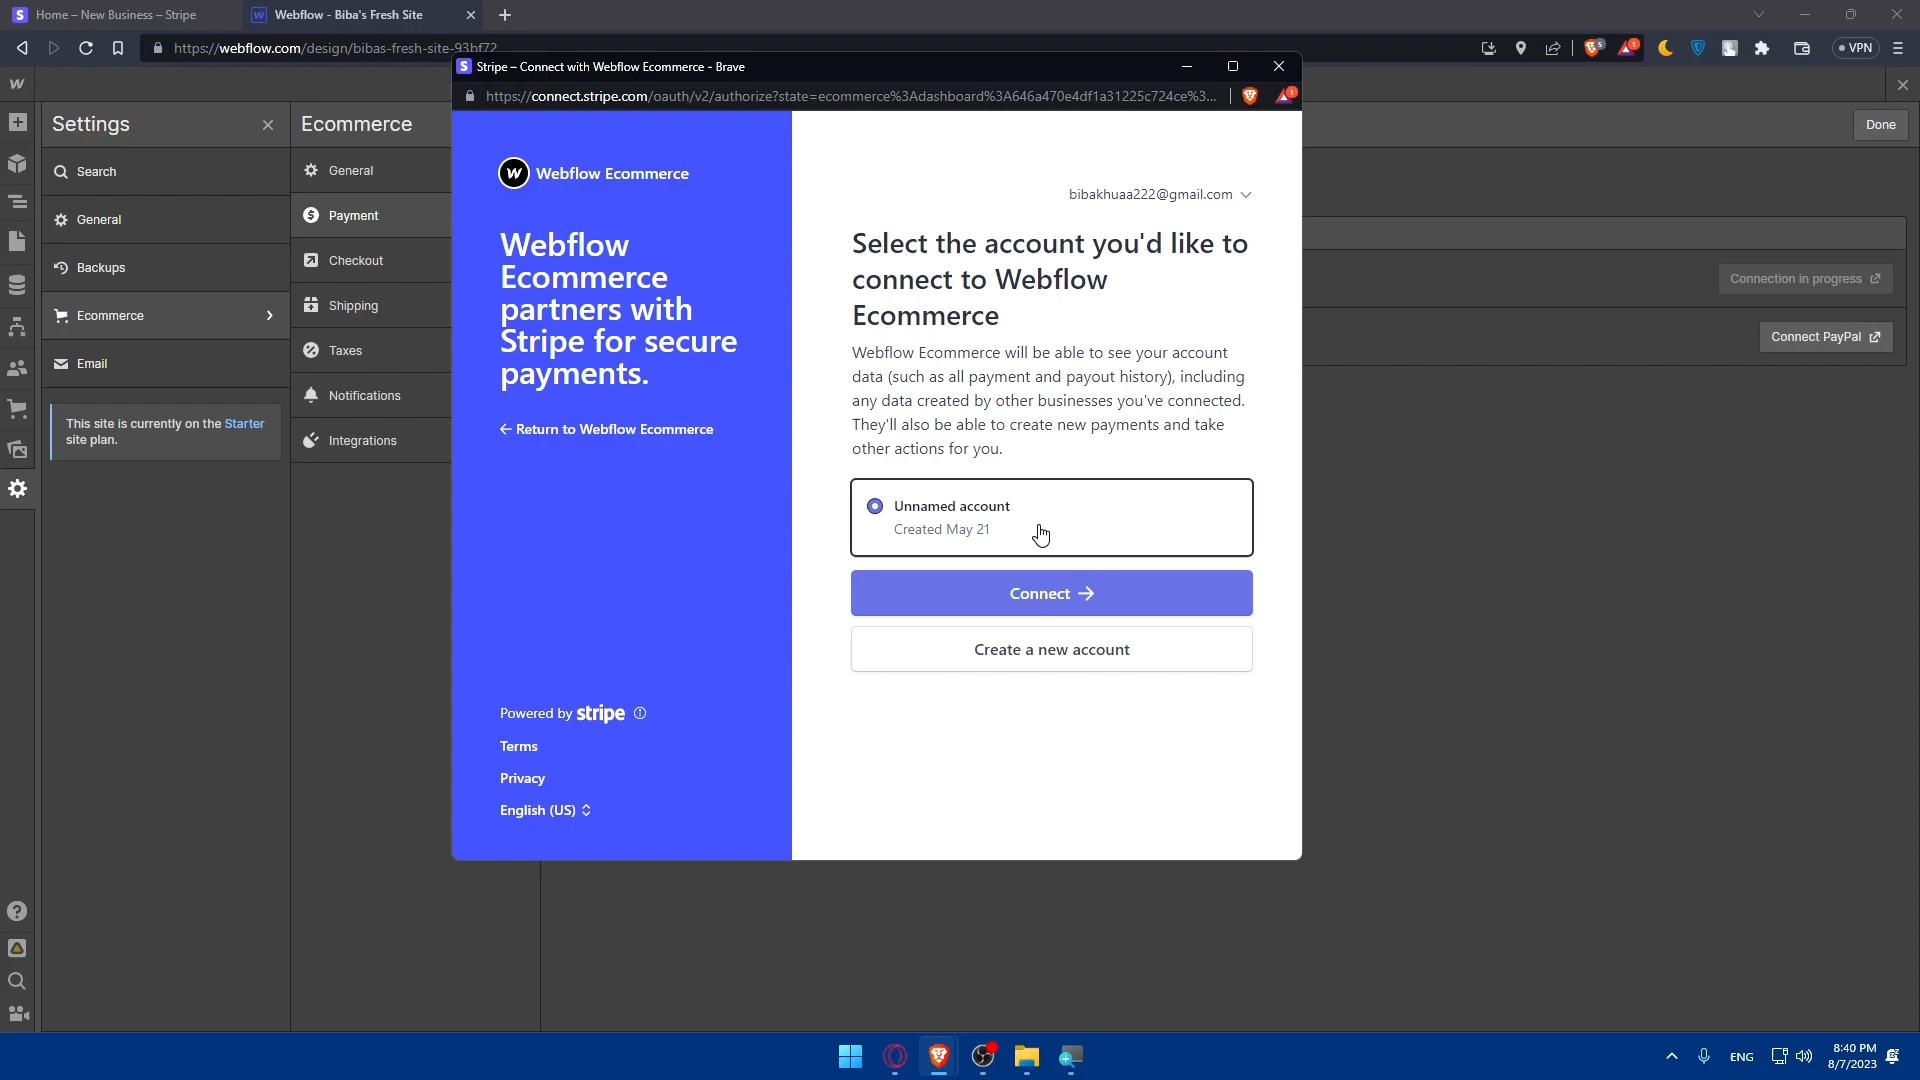 Home – New Business – Stripe
Webflow - Biba's Fresh Site
https://webflow.com/design/bibas-fresh-site-93bf72
VPN
Stripe – Connect with Webflow Ecommerce - Brave
https://connect.stripe.com/oauth/v2/authorize?state=ecommerce%3Adashboard%3A646a470e4df1a31225c724ce%3...
Settings
Search
General
Backups
Ecommerce
Email
This site is currently on the Starter
site plan.
Ecommerce
General
Payment
Checkout
Shipping
Taxes
Notifications
Integrations
Done
Connection in progress
Connect PayPal
Webflow Ecommerce
Webflow
Ecommerce
partners with
Stripe for secure
payments.
Return to Webflow Ecommerce
Powered by stripe
Terms
Privacy
English (US)
bibakhuaa222@gmail.com
Select the account you'd like to
connect to Webflow
Ecommerce
Webflow Ecommerce will be able to see your account
data (such as all payment and payout history), including
any data created by other businesses you've connected.
They'll also be able to create new payments and take
other actions for you.
Unnamed account
Created May 21
Connect
Create a new account
ENG
8:40 PM
8/7/2023